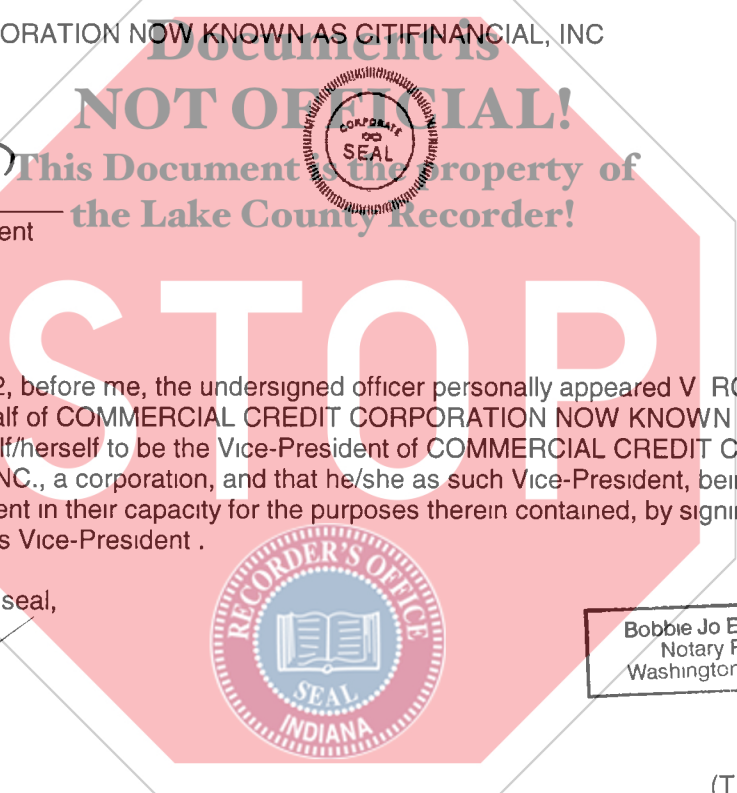 ORATION NOW KNOWN AS CITIFINANCIAL, INC
Document is
NOT OFFICIAL!
CORPORATE
SEAL
This Document is the property of
the Lake County Recorder!
ent
STOP
2, before me, the undersigned officer personally appeared V RO
alf of COMMERCIAL CREDIT CORPORATION NOW KNOWN
lf/herself to be the Vice-President of COMMERCIAL CREDIT C
NC., a corporation, and that he/she as such Vice-President, bei
ent in their capacity for the purposes therein contained, by signi
s Vice-President .
RECORDER'S OFFICE
SEAL
INDIANA
seal,
Bobbie Jo E
Notary P
Washington
(T